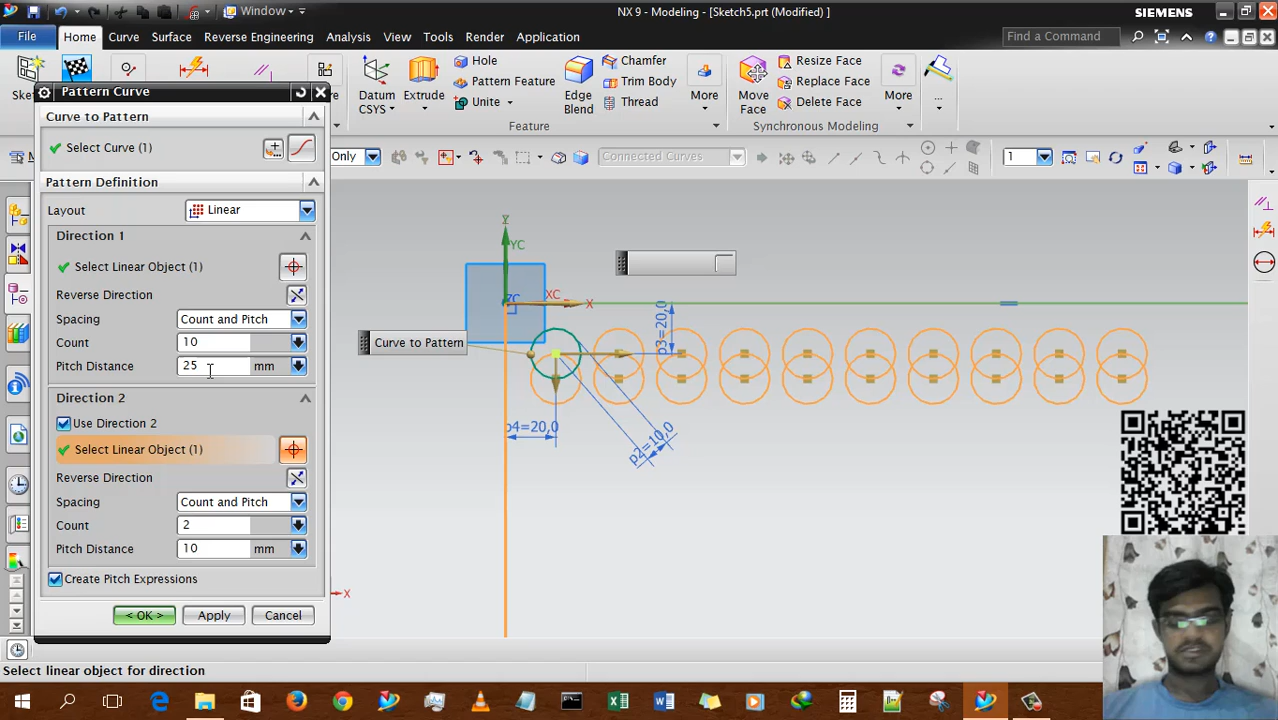 Window
NX 9 - Modeling - [Sketch5.prt (Modified) ]
SIEMENS
File
Home
Curve
Surface
Reverse Engineering
Analysis
View
Tools
Render
Application
Find a Command
Datum
CSYS
Extrude
Hole
Pattern Feature
Unite
Edge
Blend
Chamfer
Trim Body
Thread
More
Move
Face
Resize Face
Replace Face
Delete Face
More
...
Feature
Synchronous Modeling
Only
Connected Curves
1
Pattern Curve
Curve to Pattern
Select Curve (1)
Pattern Definition
Layout
Linear
Direction 1
Select Linear Object (1)
Reverse Direction
Spacing
Count and Pitch
Count
10
Pitch Distance
25
mm
Direction 2
Use Direction 2
Select Linear Object (1)
Reverse Direction
Spacing
Count and Pitch
Count
2
Pitch Distance
10
mm
Create Pitch Expressions
< OK >
Apply
Cancel
Y
YC
XC
X
Curve to Pattern
p3=20,0
p4=20,0
p2=10,0
X
Select linear object for direction